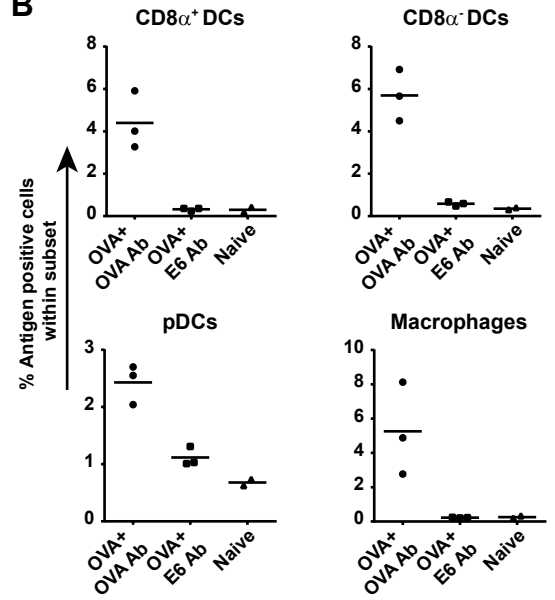 B
CD8α⁺ DCs
8
6
4
2
0
OVA+
OVA Ab
OVA+
E6 Ab
Naive
CD8α⁻ DCs
8
6
4
2
0
OVA+
OVA Ab
OVA+
E6 Ab
Naive
% Antigen positive cells
within subset
pDCs
3
2
1
0
OVA+
OVA Ab
OVA+
E6 Ab
Naive
Macrophages
10
8
6
4
2
0
OVA+
OVA Ab
OVA+
E6 Ab
Naive